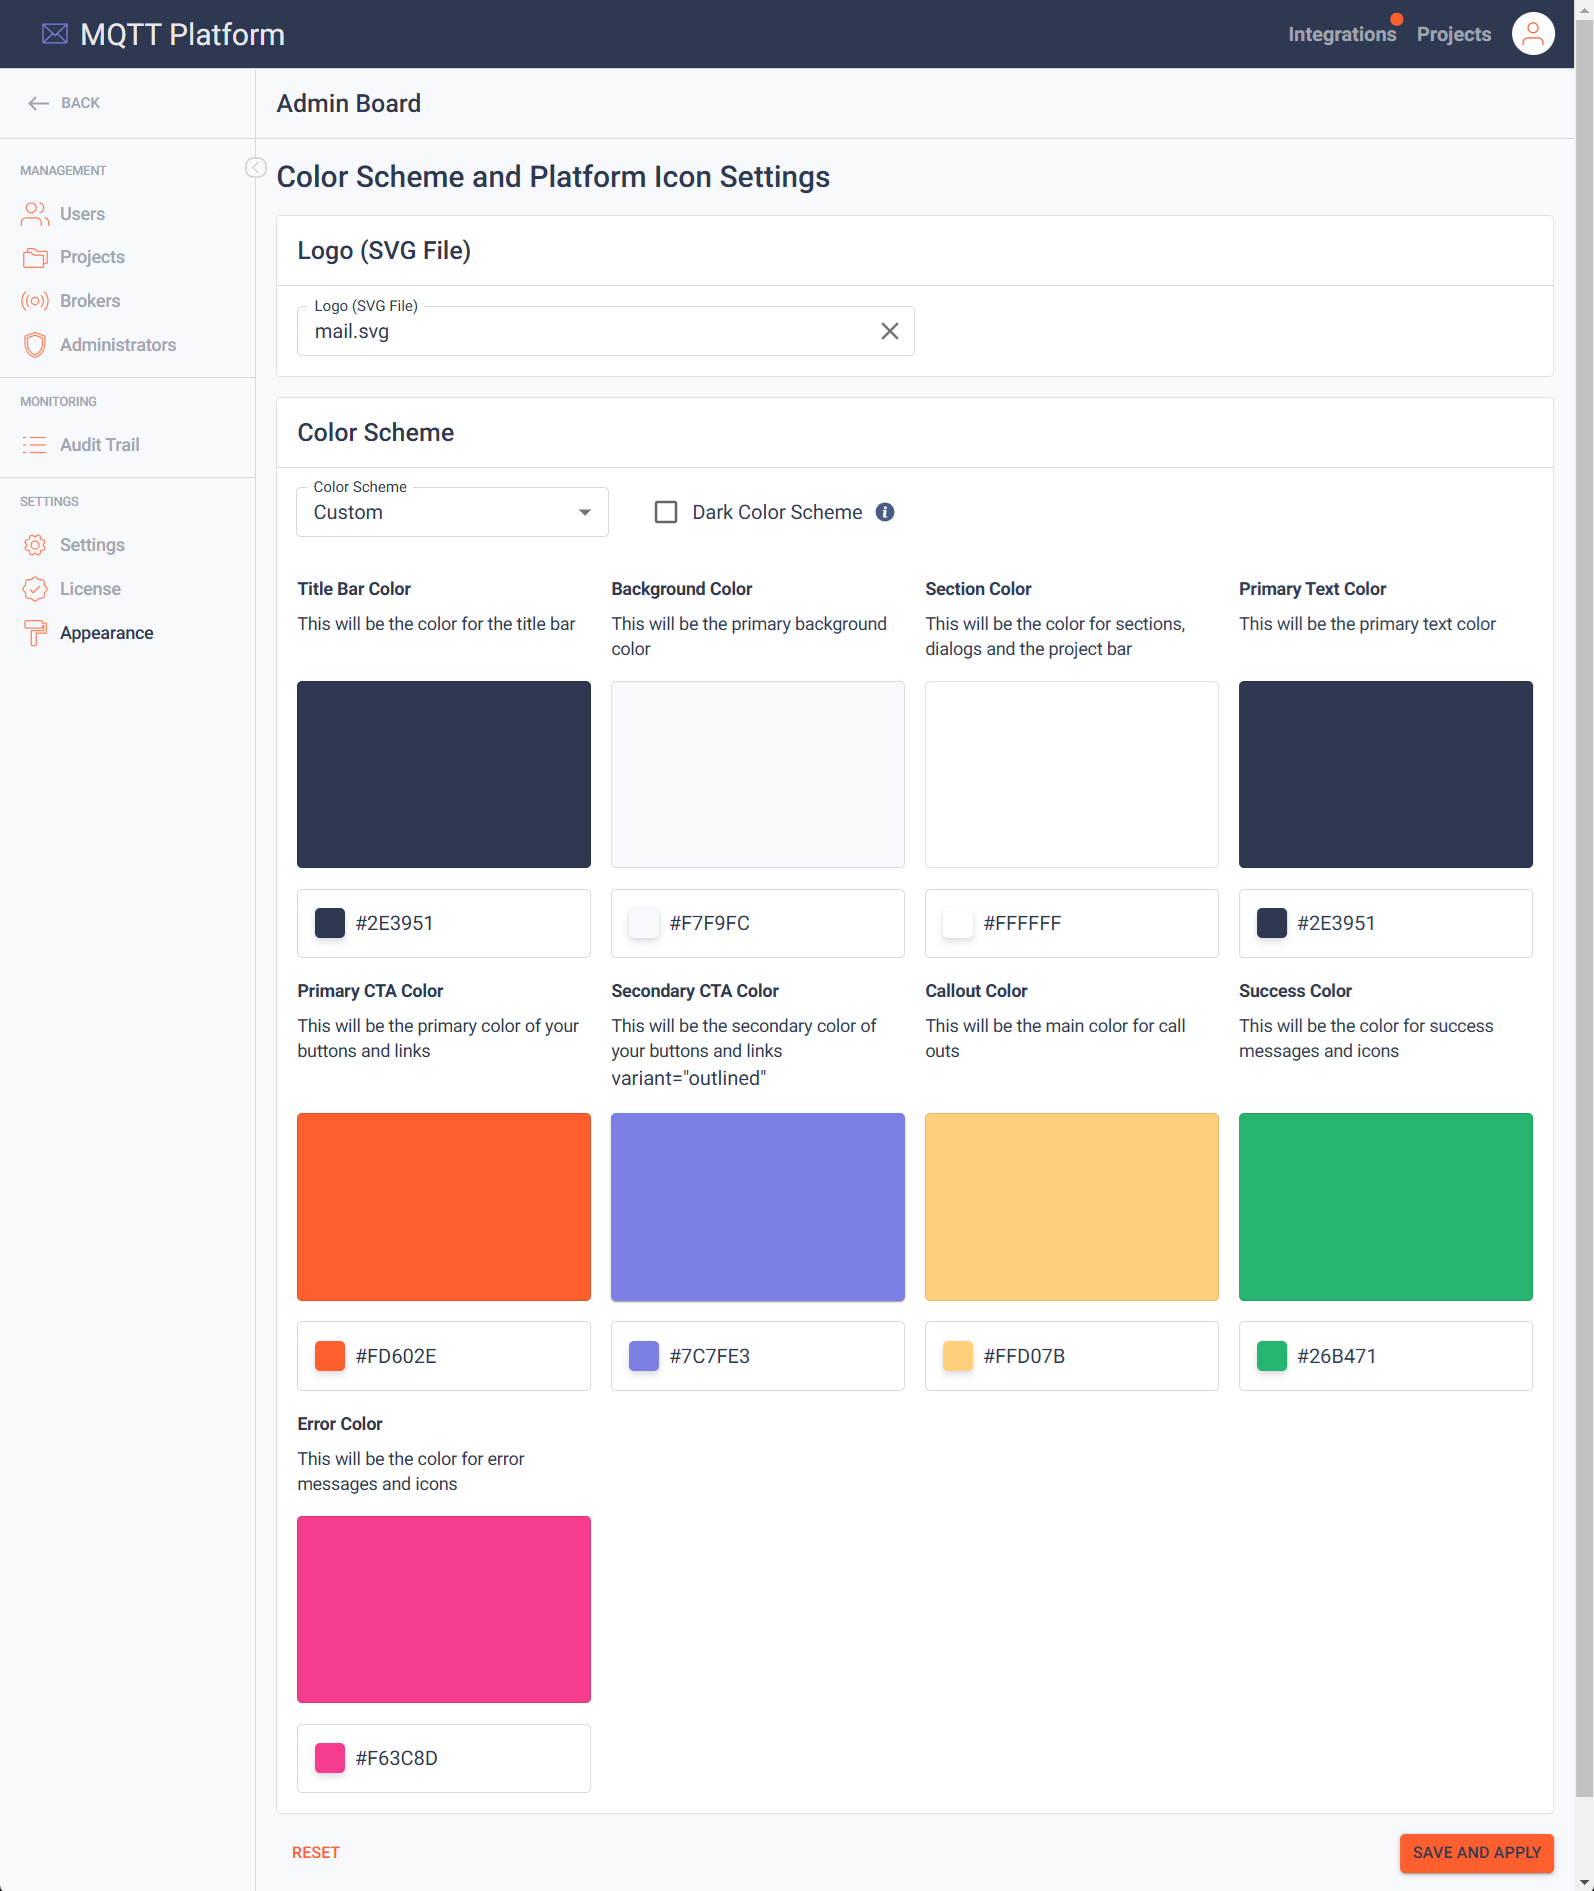 MQTT Platform
Integrations
Projects
BACK
Admin Board
MANAGEMENT
Users
Projects
Brokers
Administrators
MONITORING
Audit Trail
SETTINGS
Settings
License
Appearance
Color Scheme and Platform Icon Settings
Logo (SVG File)
Logo (SVG File)
mail.svg
Color Scheme
Color Scheme
Custom
Dark Color Scheme
Title Bar Color
This will be the color for the title bar
#2E3951
Background Color
This will be the primary background
color
#F7F9FC
Section Color
This will be the color for sections,
dialogs and the project bar
#FFFFFF
Primary Text Color
This will be the primary text color
#2E3951
Primary CTA Color
This will be the primary color of your
buttons and links
#FD602E
Secondary CTA Color
This will be the secondary color of
your buttons and links
variant="outlined"
#7C7FE3
Callout Color
This will be the main color for call
outs
#FFD07B
Success Color
This will be the color for success
messages and icons
#26B471
Error Color
This will be the color for error
messages and icons
#F63C8D
RESET
SAVE AND APPLY